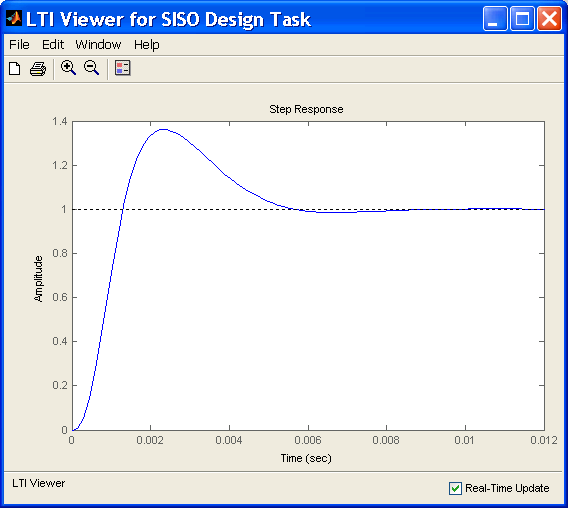 LTI Viewer for SISO Design Task
File Edit Window Help
Step Response
1.4
1.2
1
0.8
0.6
0.4
0.2
0
Amplitude
0 0.002 0.004 0.006 0.008 0.01 0.012
Time (sec)
LTI Viewer
Real-Time Update